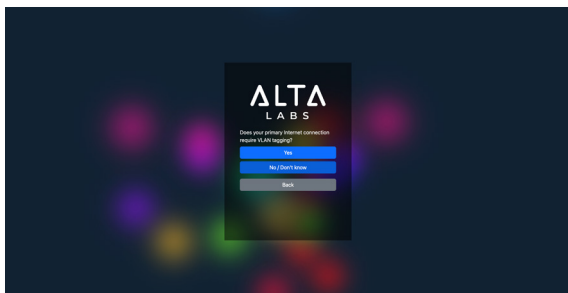 ALTA
LABS
Does your primary Internet connection
require VLAN tagging?
Yes
No / Don't know
Back